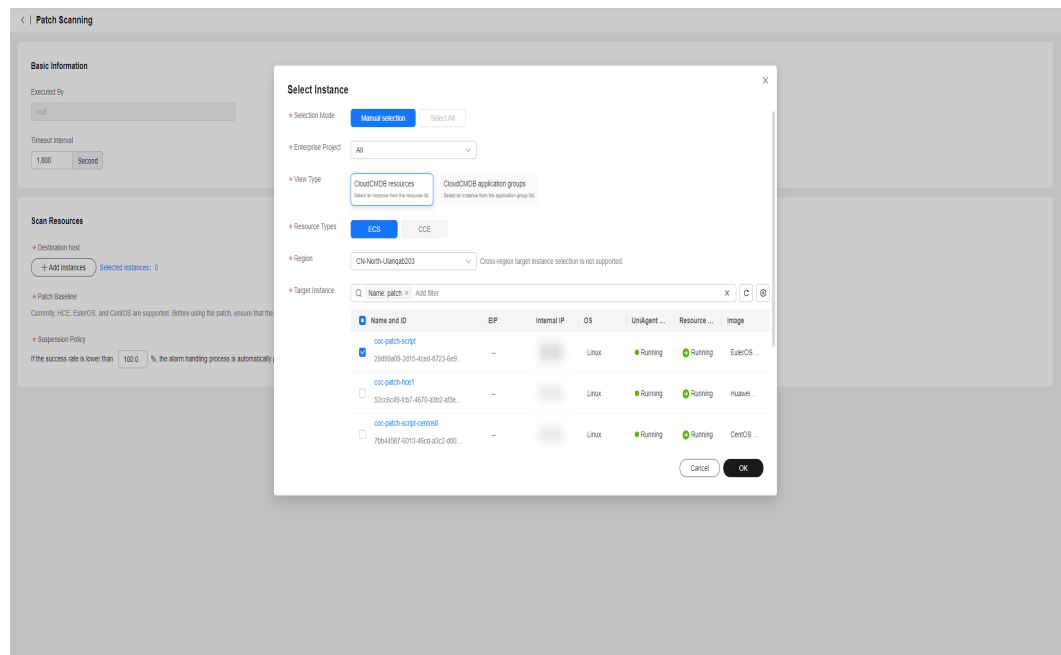 Patch Scanning
Basic Information
Executed By
root
Timeout Interval
1,800 Second
Scan Resources
* Destination host
+ Add instances Selected instances: 0
* Patch Baseline
Currently, HCE, EulerOS, and CentOS are supported. Before using the patch, ensure that the
* Suspension Policy
If the success rate is lower than 100.0 %, the alarm handling process is automatically
Select Instance X
* Selection Mode Manual selection Select All
* Enterprise Project All
* View Type CloudCMDB resources CloudCMDB application groups
Select an instance from the resource list. Select an instance from the application group list.
* Resource Types ECS CCE
* Region CN-North-Ulanqab203 Cross-region target instance selection is not supported.
* Target Instance Name: patch × Add filter X
Name and ID EIP Internal IP OS UniAgent ... Resource ... Image
coc-patch-script
29d99a09-2d15-4ced-8723-6e9... -- Linux Running Running EulerOS ...
coc-patch-hce1
52cc6c49-fcb7-4670-a3b2-af3e... -- Linux Running Running Huawei ...
coc-patch-script-centos8
7bb44587-6013-46cd-a3c2-d00... -- Linux Running Running CentOS ...
Cancel OK